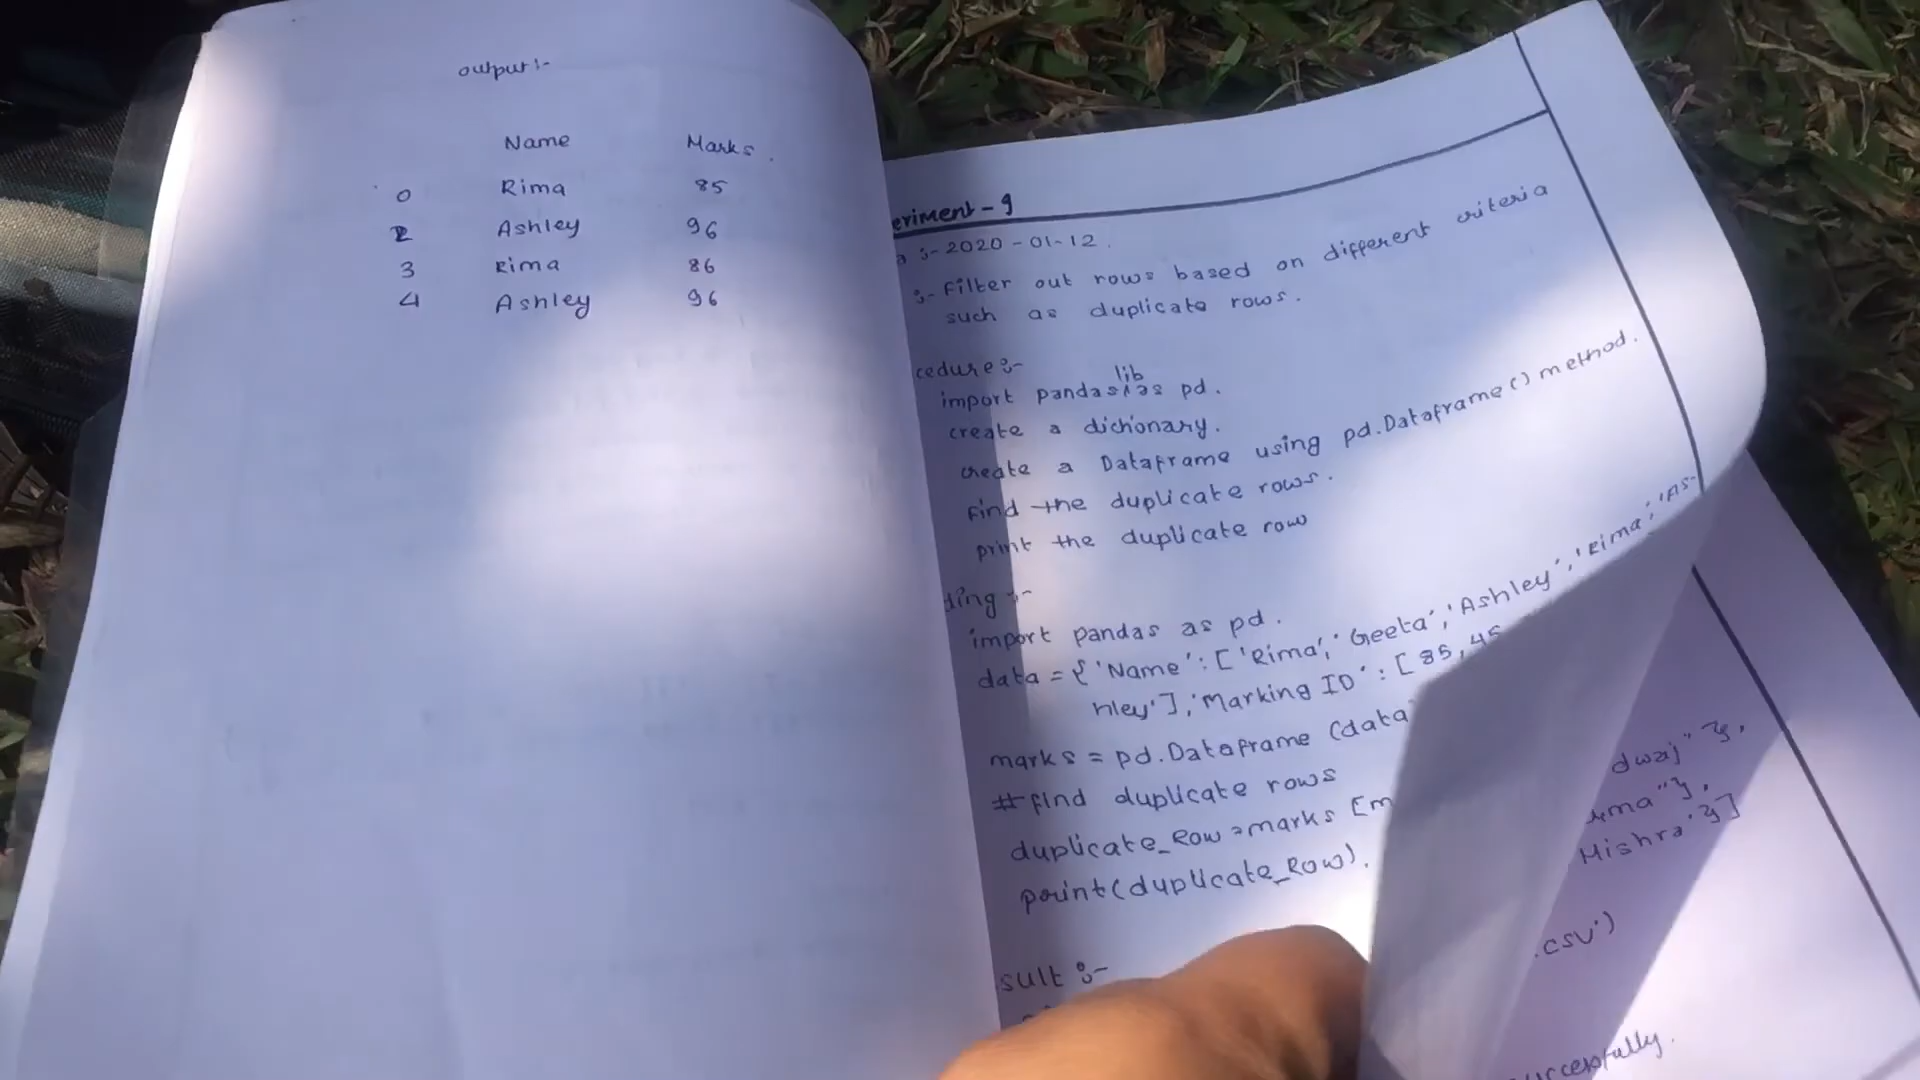 output:-
Name Marks.
0 Rima 85
2 Ashley 96
3 Rima 86
4 Ashley 96
eriment-9
a :- 2020-01-12.
:- Filter out rows based on different criteria
such as duplicate rows.
cedure:-
import pandas lib as pd.
create a dichonary.
create a Dataframe using pd.Dataframe() method.
Find the duplicate rows.
print the duplicate row
ding :-
import pandas as pd.
data = {'Name': ['Rima', 'Geeta', 'Ashley', 'Rima', 'As-
hley'], 'Marking ID': [85, 45
marks = pd.Dataframe (data
# find duplicate rows
duplicate_Row = marks [m
print(duplicate_Row).
sult :-
dwaj"},
Mishra'}]
.csv')